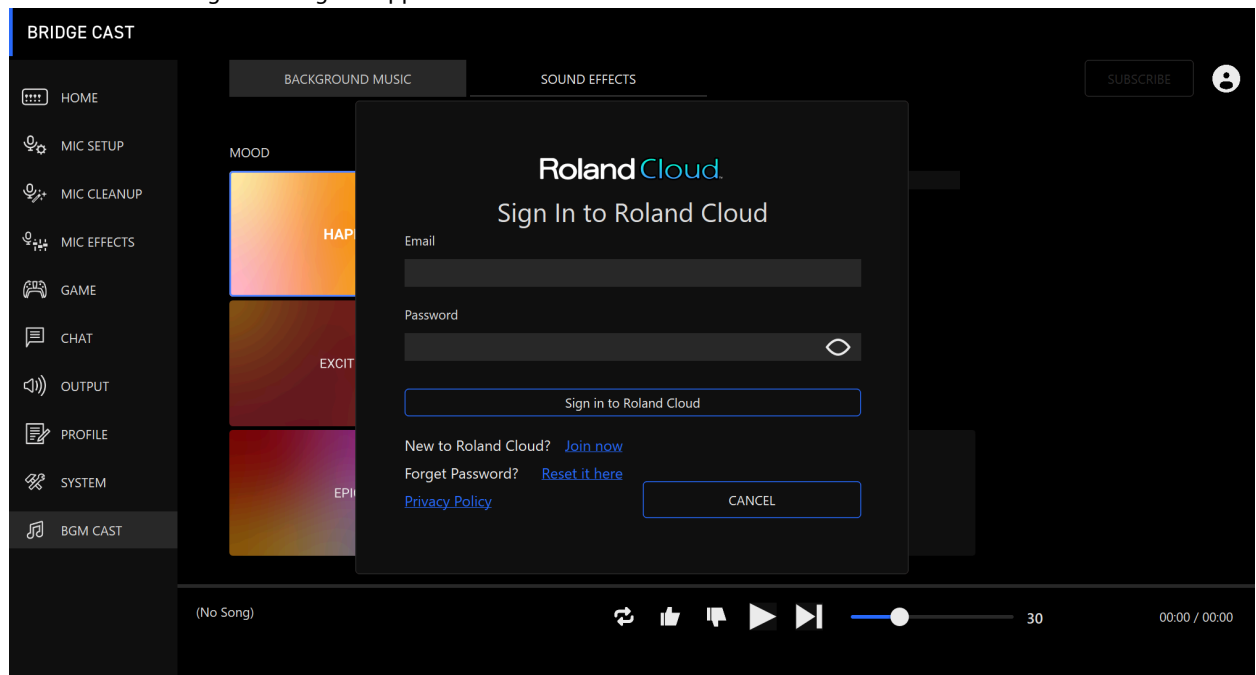 BRIDGE CAST
HOME
MIC SETUP
MIC CLEANUP
MIC EFFECTS
GAME
CHAT
OUTPUT
PROFILE
SYSTEM
BGM CAST
BACKGROUND MUSIC
SOUND EFFECTS
SUBSCRIBE
MOOD
HAP
EXCIT
EPI
Roland Cloud
Sign In to Roland Cloud
Email
Password
Sign in to Roland Cloud
New to Roland Cloud? Join now
Forget Password? Reset it here
Privacy Policy
CANCEL
(No Song)
30
00:00 / 00:00